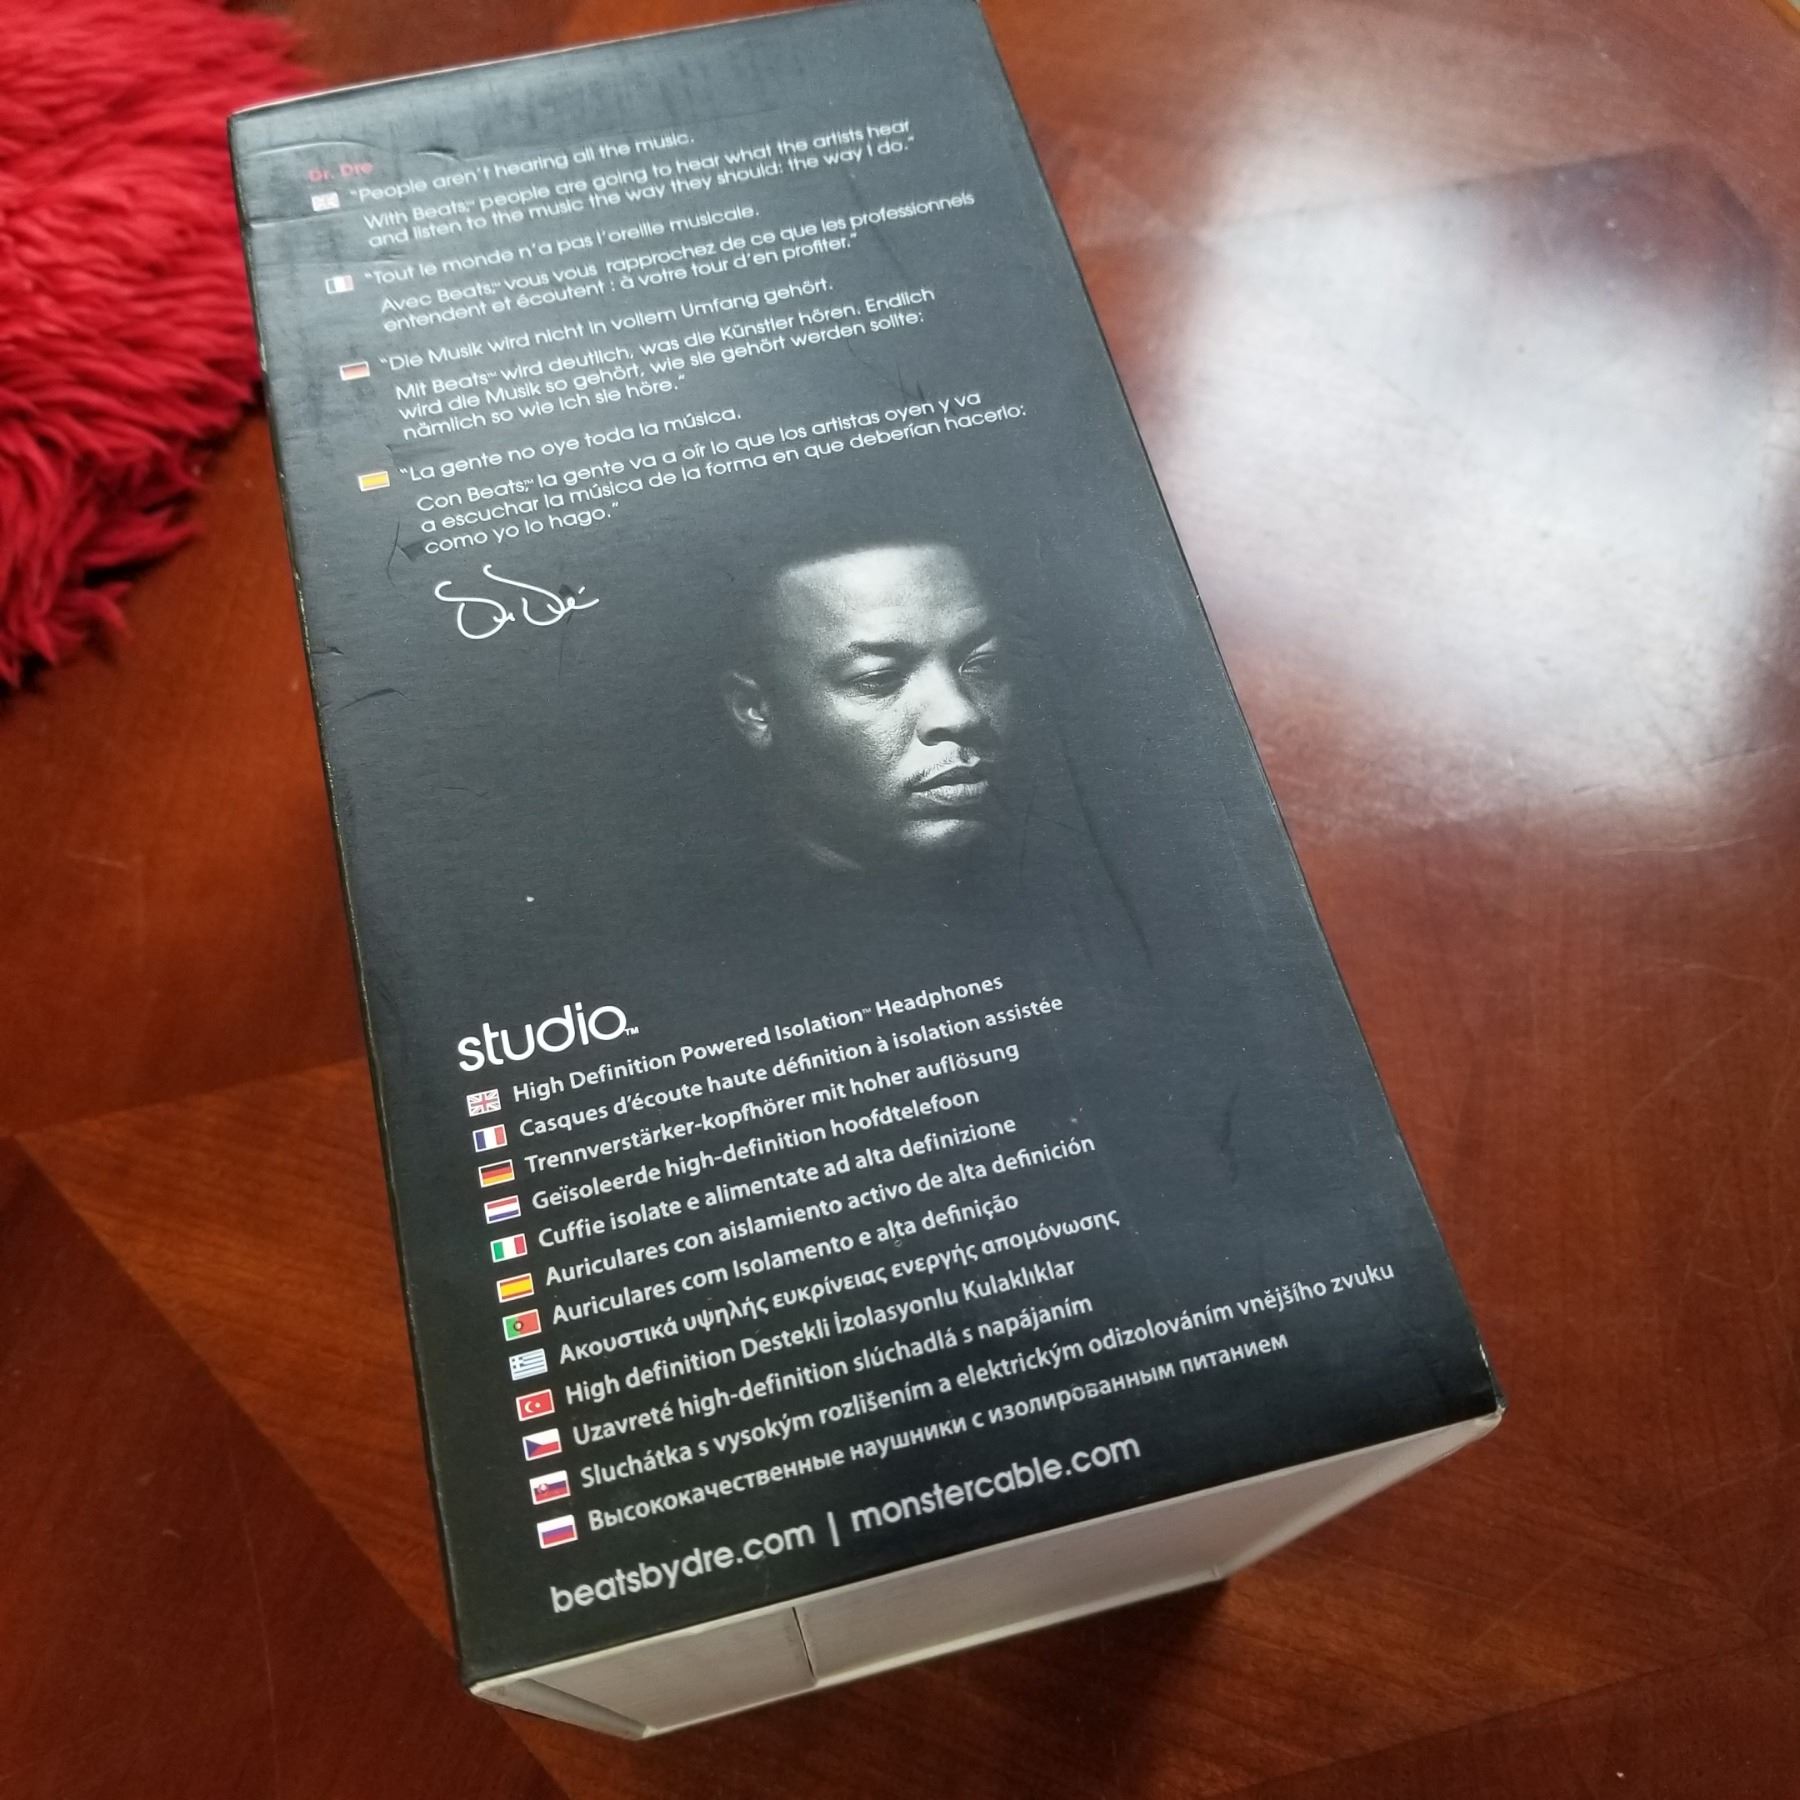 Dr. Dre
"People aren't hearing all the music.
With Beats,™ people are going to hear what the artists hear
and listen to the music the way they should: the way I do."
"Tout le monde n'a pas l'oreille musicale.
Avec Beats,™ vous vous rapprochez de ce que les professionnels
entendent et écoutent : à votre tour d'en profiter."
"Die Musik wird nicht in vollem Umfang gehört.
Mit Beats™ wird deutlich, was die Künstler hören. Endlich
wird die Musik so gehört, wie sie gehört werden sollte:
nämlich so wie ich sie höre."
"La gente no oye toda la música.
Con Beats,™ la gente va a oír lo que los artistas oyen y va
a escuchar la música de la forma en que deberían hacerlo:
como yo lo hago."
Dr. Dre
studio™
High Definition Powered Isolation™ Headphones
Casques d'écoute haute définition à isolation assistée
Trennverstärker-kopfhörer mit hoher auflösung
Geïsoleerde high-definition hoofdtelefoon
Cuffie isolate e alimentate ad alta definizione
Auriculares con aislamiento activo de alta definición
Auriculares com Isolamento e alta definição
Ακουστικά υψηλής ευκρίνειας ενεργής απομόνωσης
High definition Destekli İzolasyonlu Kulaklıklar
Uzavreté high-definition slúchadlá s napájaním
Sluchátka s vysokým rozlišením a elektrickým odizolováním vnějšího zvuku
Высококачественные наушники с изолированным питанием
beatsbydre.com | monstercable.com